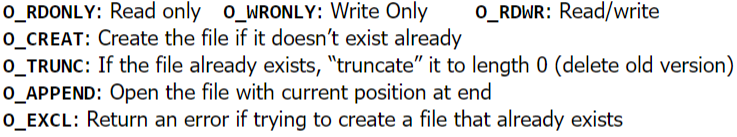 O_RDONLY: Read only O_WRONLY: Write Only O_RDWR: Read/write
O_CREAT: Create the file if it doesn’t exist already
O_TRUNC: If the file already exists, “truncate” it to length 0 (delete old version)
O_APPEND: Open the file with current position at end
O_EXCL: Return an error if trying to create a file that already exists